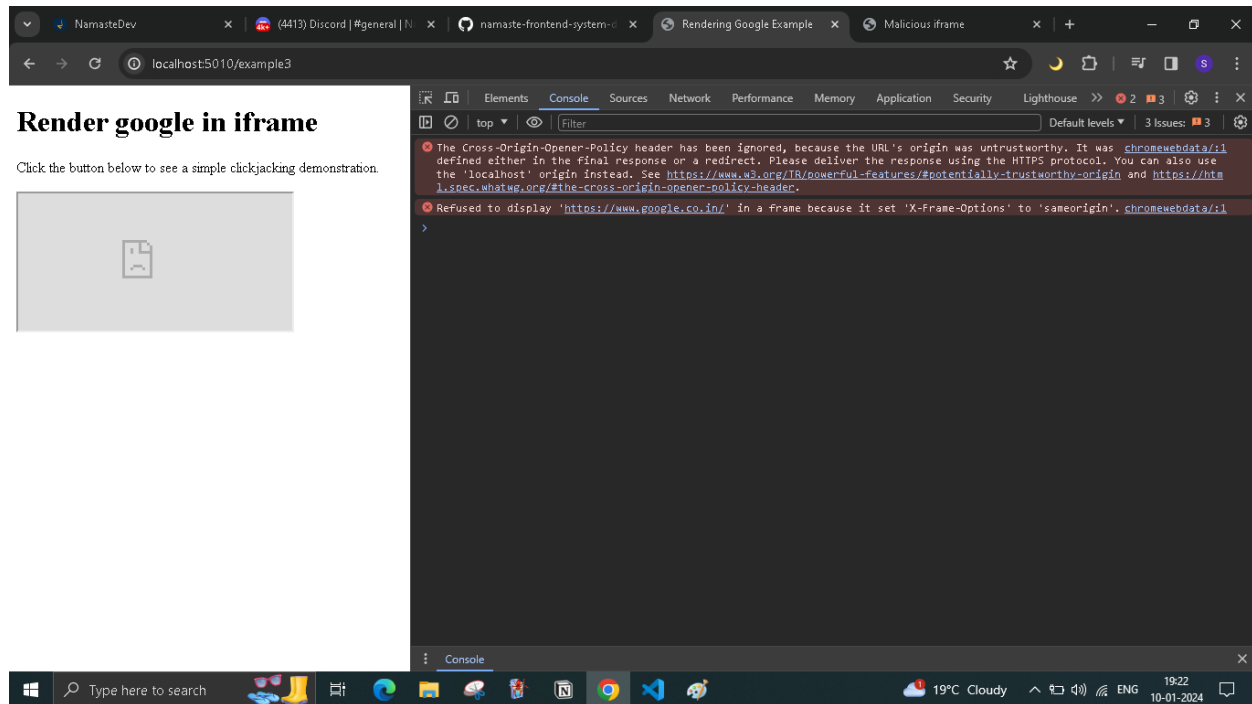 NamasteDev
(4413) Discord | #general | N
namaste-frontend-system-d
Rendering Google Example
Malicious iframe
localhost:5010/example3
S
Render google in iframe
Click the button below to see a simple clickjacking demonstration.
Elements Console Sources Network Performance Memory Application Security Lighthouse 2 3
top Filter Default levels 3 Issues: 3
The Cross-Origin-Opener-Policy header has been ignored, because the URL's origin was untrustworthy. It was chromewebdata/:1
defined either in the final response or a redirect. Please deliver the response using the HTTPS protocol. You can also use
the 'localhost' origin instead. See https://www.w3.org/TR/powerful-features/#potentially-trustworthy-origin and https://htm
l.spec.whatwg.org/#the-cross-origin-opener-policy-header.
Refused to display 'https://www.google.co.in/' in a frame because it set 'X-Frame-Options' to 'sameorigin'. chromewebdata/:1
Console
Type here to search
19°C Cloudy
ENG
19:22
10-01-2024